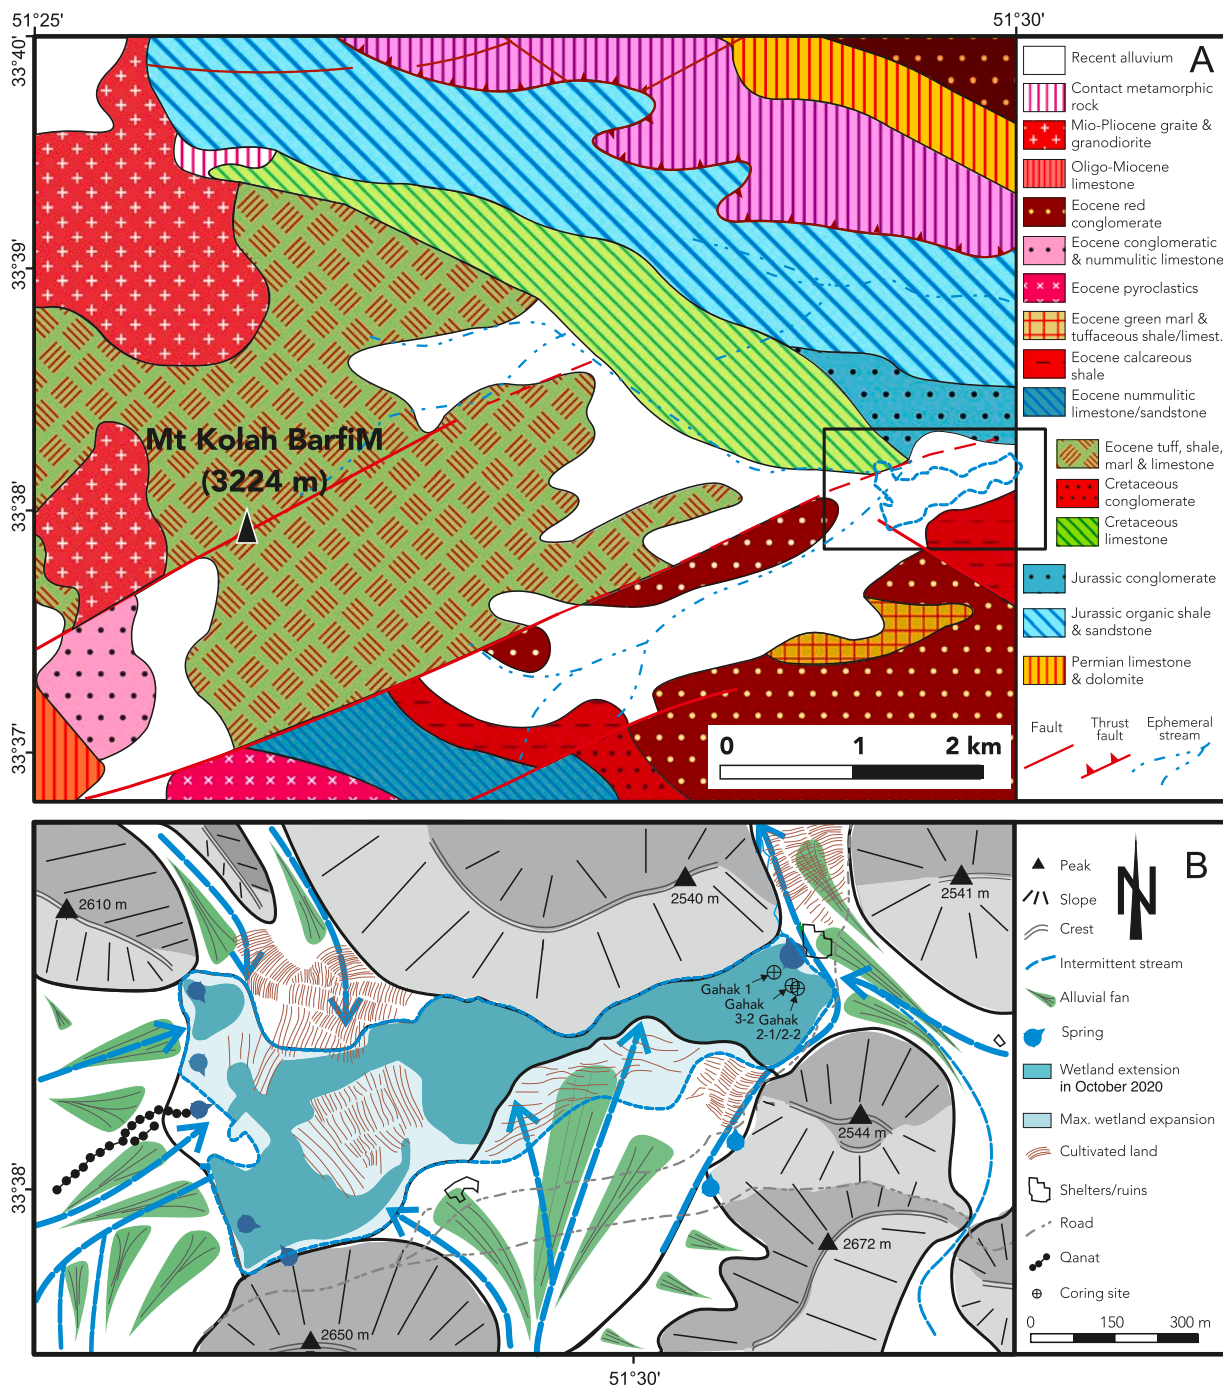 51°25'
51°30'
33°40'
33°39'
33°38'
33°37'
Mt Kolah BarfiM
(3224 m)
0 1 2 km
A
Recent alluvium
Contact metamorphic
rock
Mio-Pliocene graite &
granodiorite
Oligo-Miocene
limestone
Eocene red
conglomerate
Eocene conglomeratic
& nummulitic limestone
Eocene pyroclastics
Eocene green marl &
tuffaceous shale/limest.
Eocene calcareous
shale
Eocene nummulitic
limestone/sandstone
Eocene tuff, shale,
marl & limestone
Cretaceous
conglomerate
Cretaceous
limestone
Jurassic conglomerate
Jurassic organic shale
& sandstone
Permian limestone
& dolomite
Fault
Thrust
fault
Ephemeral
stream
2610 m
2540 m
2541 m
Gahak 1
Gahak
3-2
Gahak
2-1/2-2
2544 m
2672 m
2650 m
33°38"
51°30'
B
N
Peak
Slope
Crest
Intermittent stream
Alluvial fan
Spring
Wetland extension
in October 2020
Max. wetland expansion
Cultivated land
Shelters/ruins
Road
Qanat
Coring site
0 150 300 m